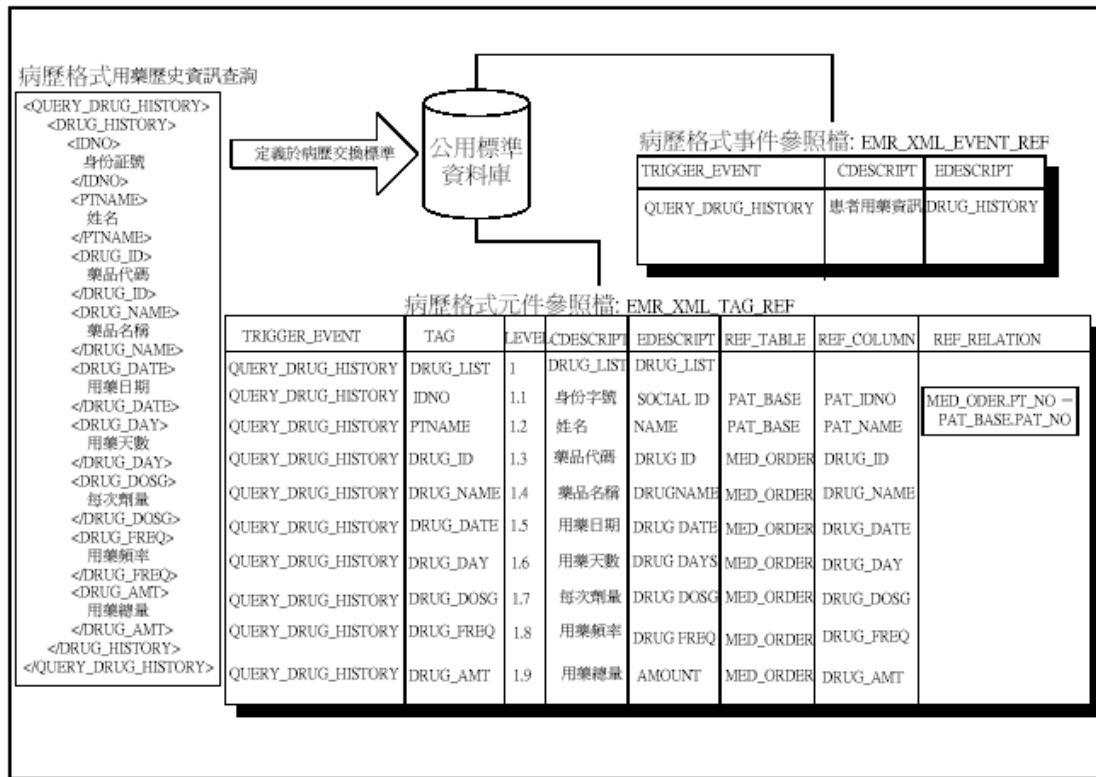 病歷格式用藥歷史資訊查詢
<QUERY_DRUG_HISTORY>
<DRUG_HISTORY>
<IDNO>
身份証號
</IDNO>
<PTNAME>
姓名
</PTNAME>
<DRUG_ID>
藥品代碼
</DRUG_ID>
<DRUG_NAME>
藥品名稱
</DRUG_NAME>
<DRUG_DATE>
用藥日期
</DRUG_DATE>
<DRUG_DAY>
用藥天數
</DRUG_DAY>
<DRUG_DOSG>
每次劑量
</DRUG_DOSG>
<DRUG_FREQ>
用藥頻率
</DRUG_FREQ>
<DRUG_AMT>
用藥總量
</DRUG_AMT>
</DRUG_HISTORY>
</QUERY_DRUG_HISTORY>
定義於病歷交換標準
公用標準
資料庫
病歷格式事件參照檔: EMR_XML_EVENT_REF
TRIGGER_EVENT CDESCRIPT EDESCRIPT
QUERY_DRUG_HISTORY 患者用藥資訊 DRUG_HISTORY
病歷格式元件參照檔: EMR_XML_TAG_REF
TRIGGER_EVENT TAG LEVEL CDESCRIPT EDESCRIPT REF_TABLE REF_COLUMN REF_RELATION
QUERY_DRUG_HISTORY DRUG_LIST 1 DRUG_LIST DRUG_LIST
QUERY_DRUG_HISTORY IDNO 1.1 身份字號 SOCIAL ID PAT_BASE PAT_IDNO MED_ODER.PT_NO =
QUERY_DRUG_HISTORY PTNAME 1.2 姓名 NAME PAT_BASE PAT_NAME PAT_BASE.PAT_NO
QUERY_DRUG_HISTORY DRUG_ID 1.3 藥品代碼 DRUG ID MED_ORDER DRUG_ID
QUERY_DRUG_HISTORY DRUG_NAME 1.4 藥品名稱 DRUGNAME MED_ORDER DRUG_NAME
QUERY_DRUG_HISTORY DRUG_DATE 1.5 用藥日期 DRUG DATE MED_ORDER DRUG_DATE
QUERY_DRUG_HISTORY DRUG_DAY 1.6 用藥天數 DRUG DAYS MED_ORDER DRUG_DAY
QUERY_DRUG_HISTORY DRUG_DOSG 1.7 每次劑量 DRUG DOSG MED_ORDER DRUG_DOSG
QUERY_DRUG_HISTORY DRUG_FREQ 1.8 用藥頻率 DRUG FREQ MED_ORDER DRUG_FREQ
QUERY_DRUG_HISTORY DRUG_AMT 1.9 用藥總量 AMOUNT MED_ORDER DRUG_AMT